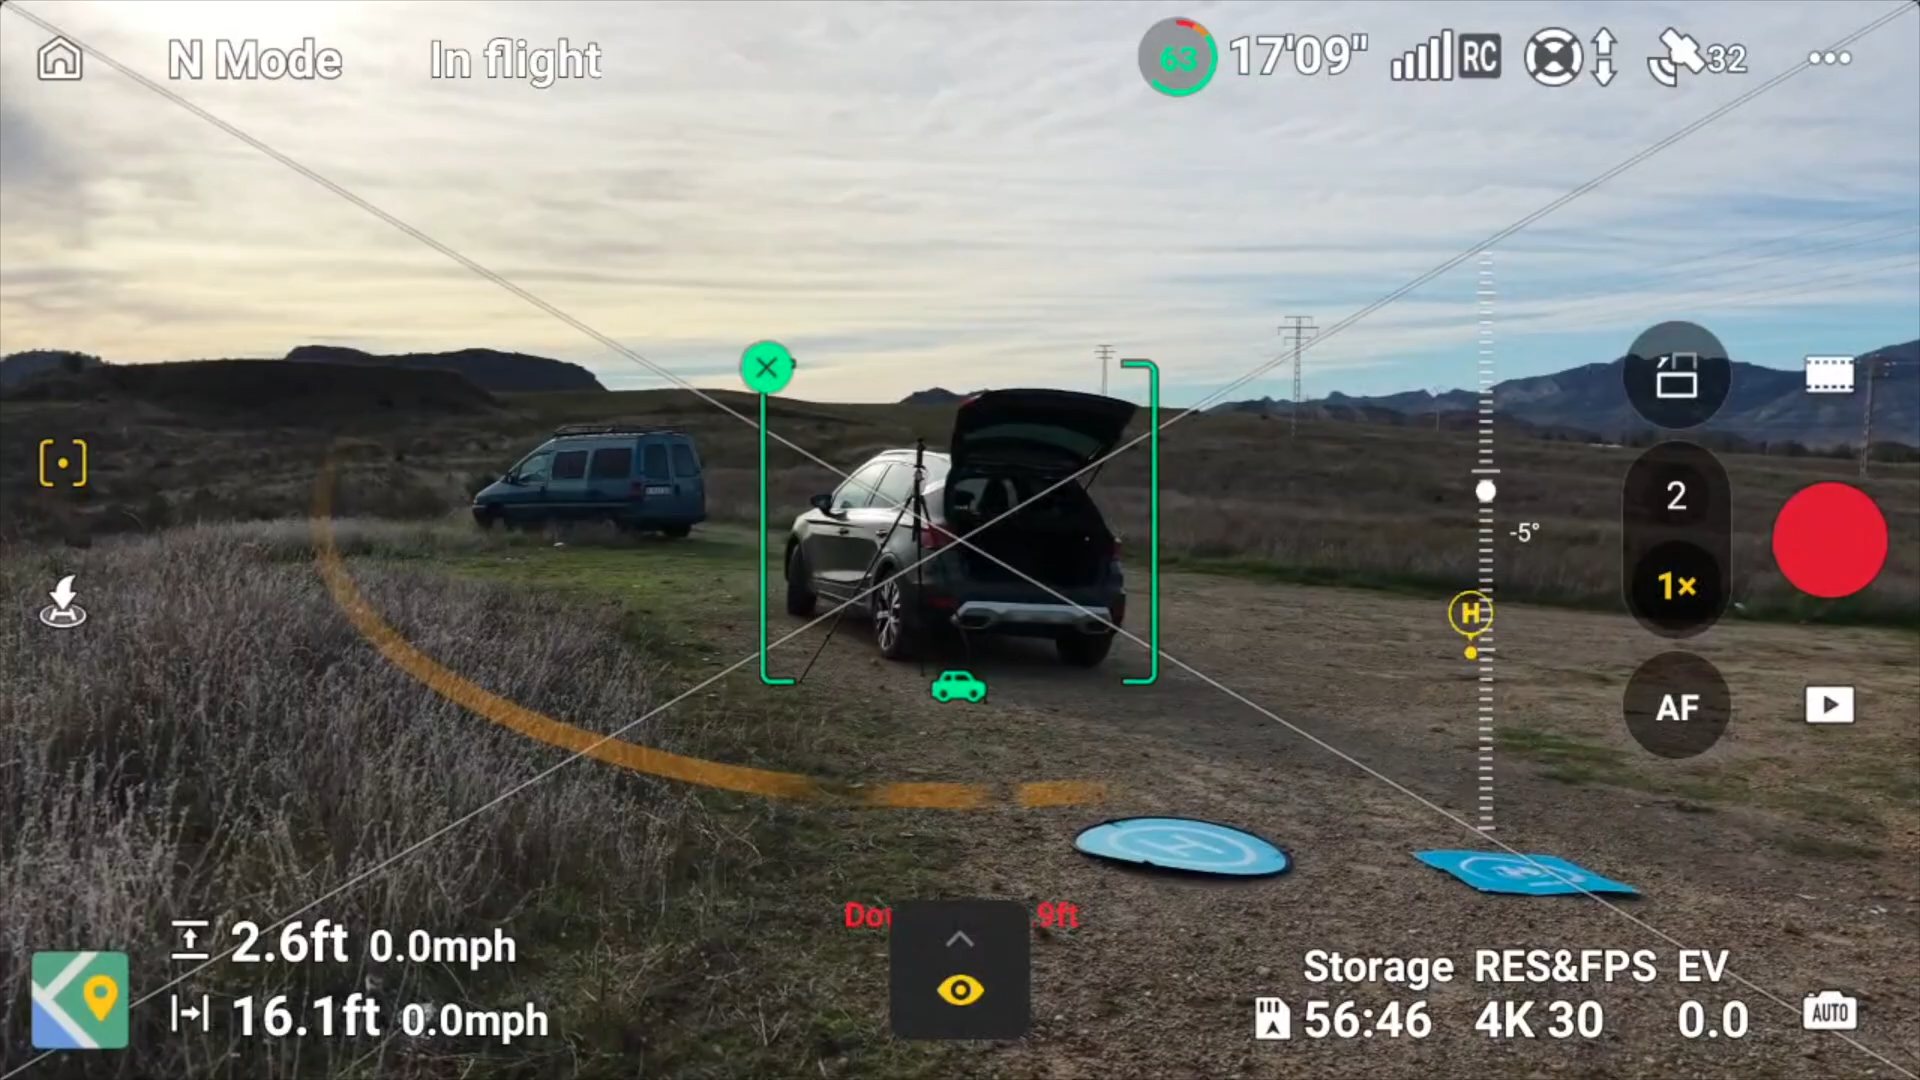 N Mode
In flight
63
17'09"
RC
32
2
-5°
1×
H
AF
H
H
9ft
2.6ft 0.0mph
16.1ft 0.0mph
Storage RES&FPS EV
56:46 4K 30 0.0
AUTO